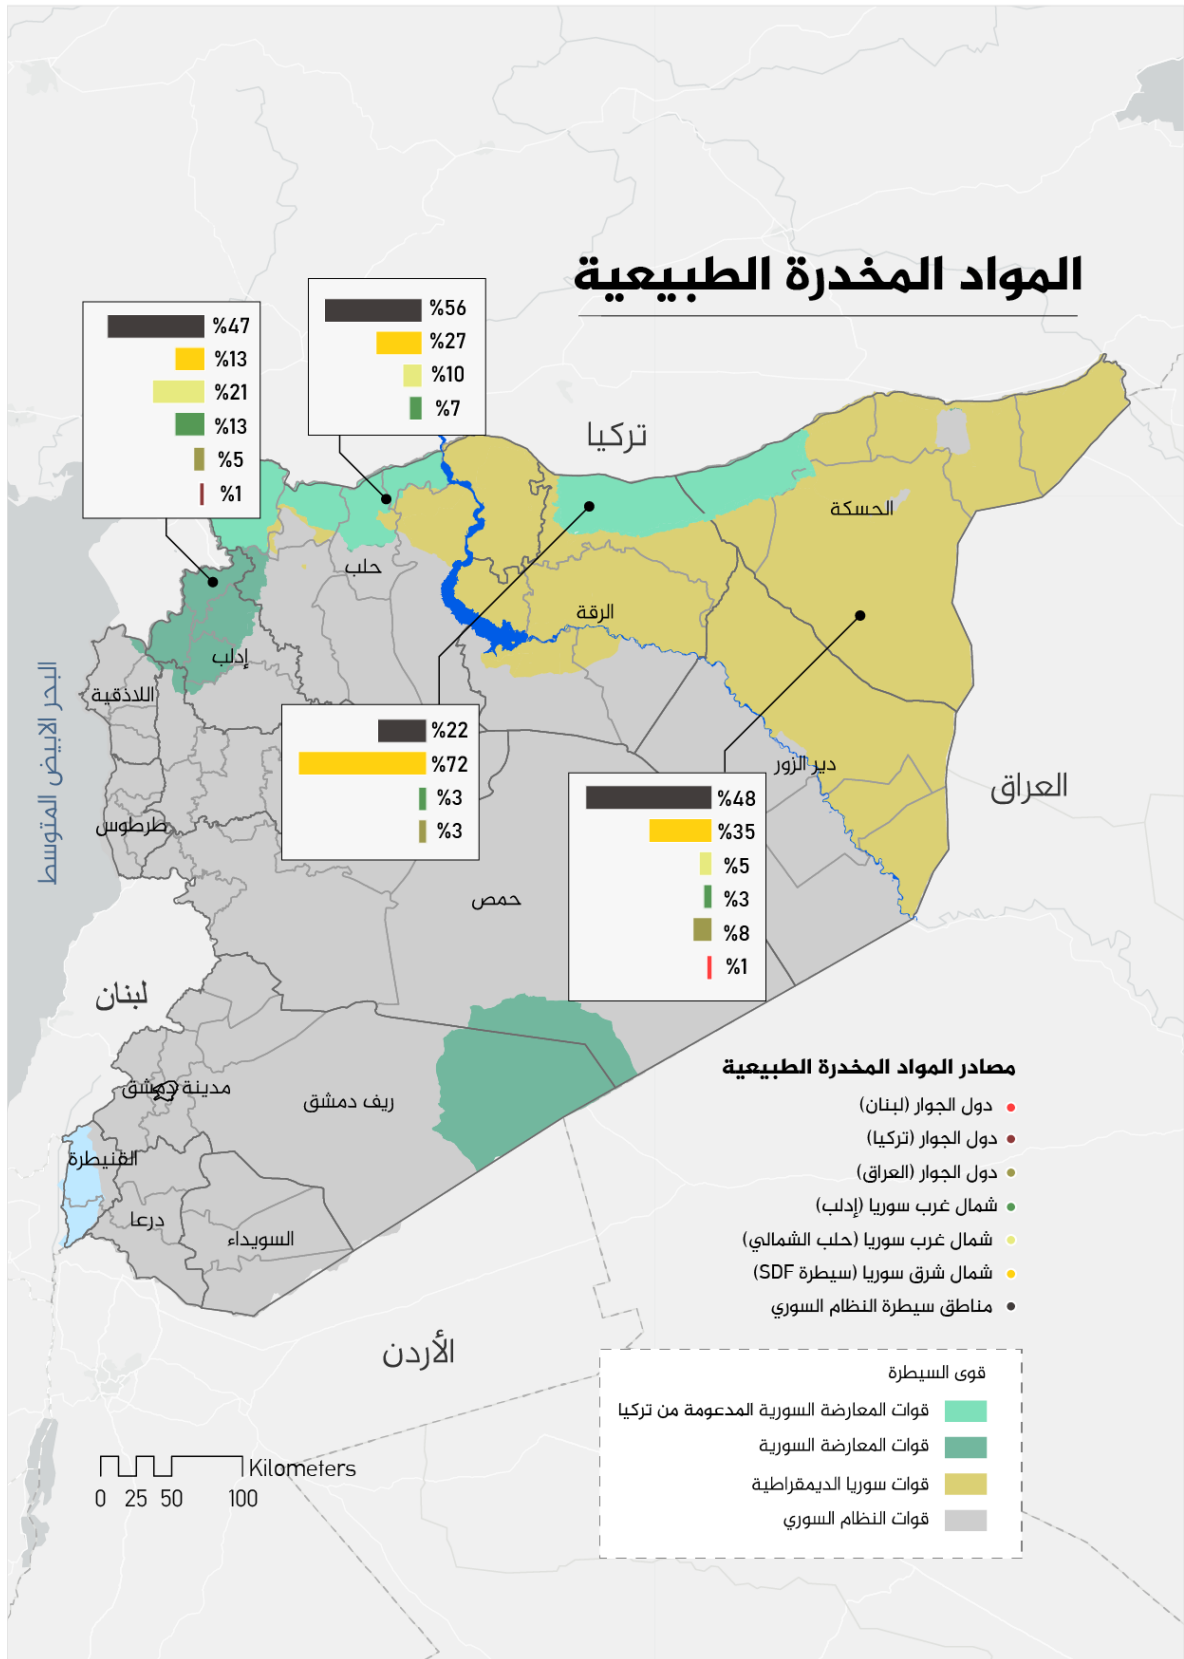 المواد المخدرة الطبيعية
%56
%27
%10
%7
%47
%13
%21
%13
%5
%1
تركيا
الحسكة
حلب
الرقة
إدلب
اللاذقية
البحر الابيض المتوسط
%22
%72
%3
%3
دير الزور
العراق
%48
%35
%5
%3
%8
%1
طرطوس
حمص
لبنان
مدينة دمشق
ريف دمشق
القنيطرة
درعا
السويداء
الأردن
مصادر المواد المخدرة الطبيعية
دول الجوار (لبنان)
دول الجوار (تركيا)
دول الجوار (العراق)
شمال غرب سوريا (إدلب)
شمال غرب سوريا (حلب الشمالي)
شمال شرق سوريا (سيطرة SDF)
مناطق سيطرة النظام السوري
قوى السيطرة
قوات المعارضة السورية المدعومة من تركيا
قوات المعارضة السورية
قوات سوريا الديمقراطية
قوات النظام السوري
Kilometers
0 25 50 100